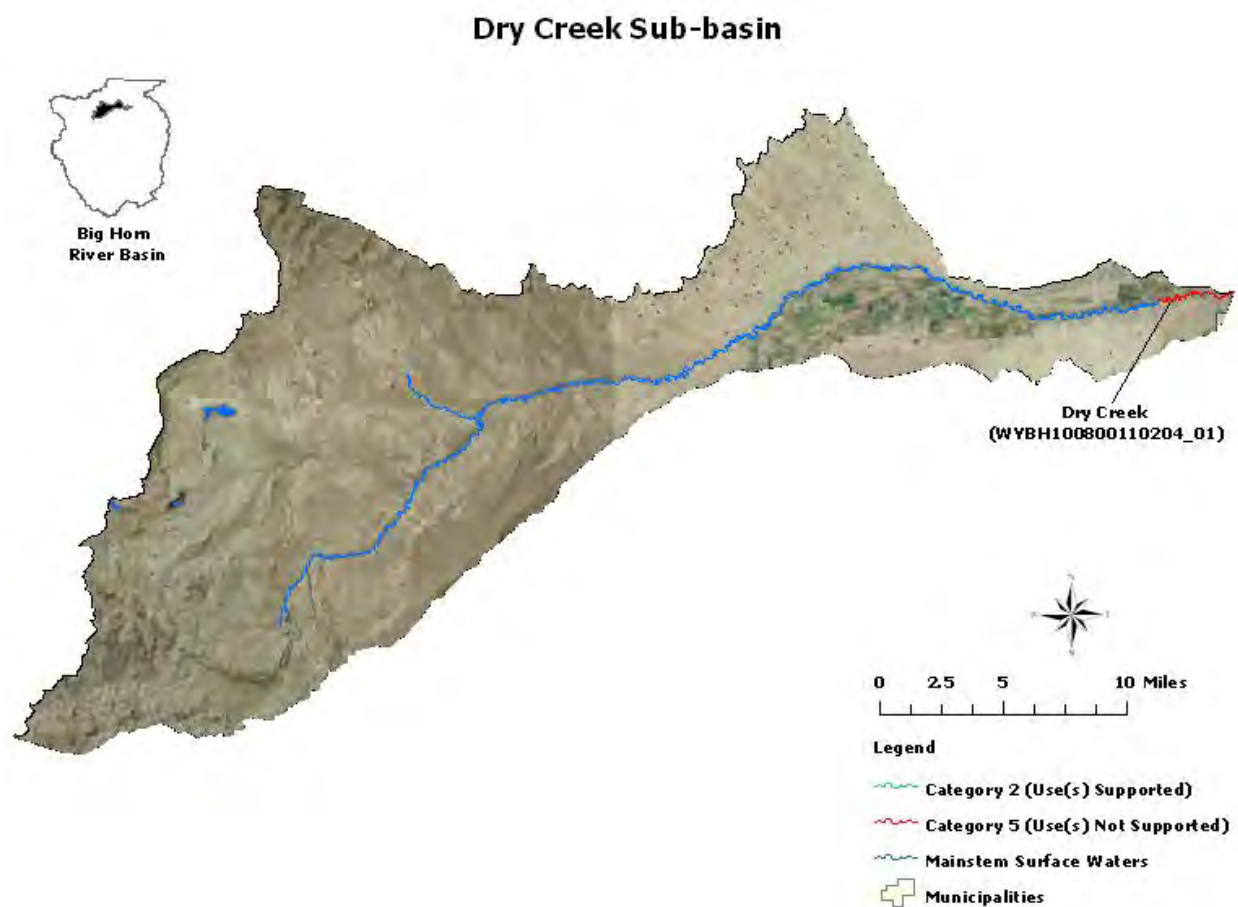 Dry Creek Sub-basin
Big Horn
River Basin
Dry Creek
(WYBH100800110204_01)
0 2.5 5 10 Miles
Legend
Category 2 (Use(s) Supported)
Category 5 (Use(s) Not Supported)
Mainstem Surface Waters
Municipalities